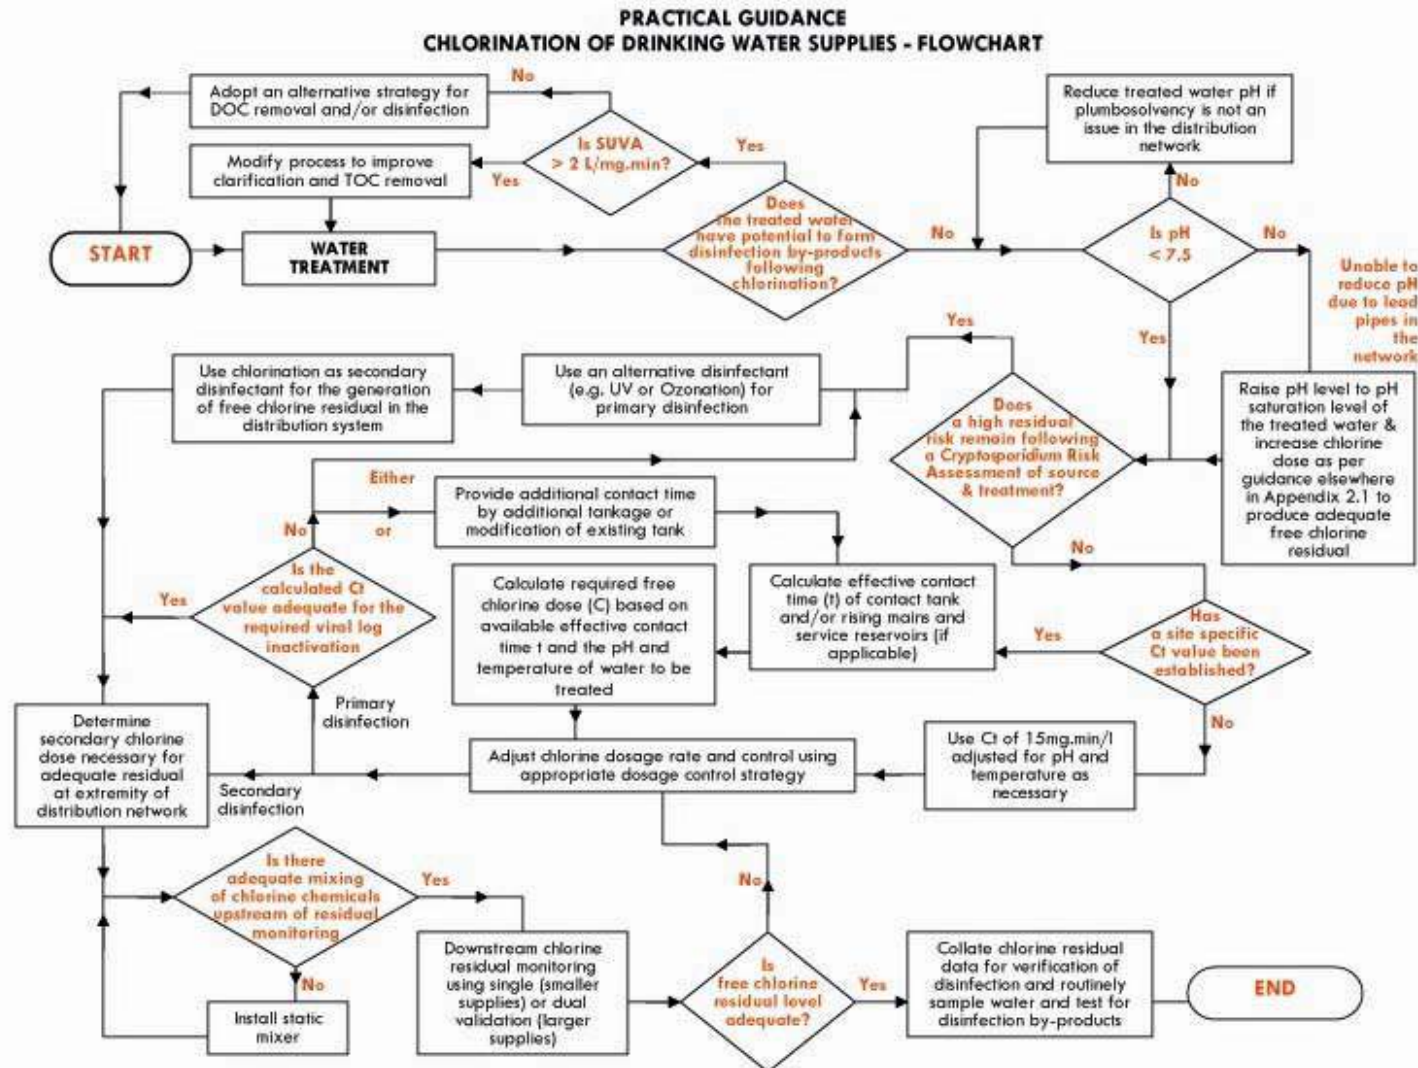 PRACTICAL GUIDANCE
CHLORINATION OF DRINKING WATER SUPPLIES - FLOWCHART
No
Adopt an alternative strategy for
DOC removal and/or disinfection
Is SUVA
> 2 L/mg.min?
Yes
Reduce treated water pH if
plumbosolvency is not an
issue in the distribution
network
Modify process to improve
clarification and TOC removal
Yes
No
START
WATER
TREATMENT
Does
the treated water
have potential to form
disinfection by-products
following
chlorination?
No
Is pH
< 7.5
No
Unable to
reduce pH
due to lead
pipes in
the
network
Yes
Yes
Use chlorination as secondary
disinfectant for the generation
of free chlorine residual in the
distribution system
Use an alternative disinfectant
(e.g. UV or Ozonation) for
primary disinfection
Does
a high residual
risk remain following
a Cryptosporidium Risk
Assessment of source
& treatment?
Raise pH level to pH
saturation level of
the treated water &
increase chlorine
dose as per
guidance elsewhere
in Appendix 2.1 to
produce adequate
free chlorine
residual
Either
or
No
Provide additional contact time
by additional tankage or
modification of existing tank
No
Is the
calculated Ct
value adequate for the
required viral log
inactivation
Yes
Calculate required free
chlorine dose (C) based on
available effective contact
time t and the pH and
temperature of water to be
treated
Calculate effective contact
time (t) of contact tank
and/or rising mains and
service reservoirs (if
applicable)
Yes
Has
a site specific
Ct value been
established?
Primary
disinfection
No
Determine
secondary chlorine
dose necessary for
adequate residual
at extremity of
distribution network
Secondary
disinfection
Adjust chlorine dosage rate and control using
appropriate dosage control strategy
Use Ct of 15mg.min/l
adjusted for pH and
temperature as
necessary
Is there
adequate mixing
of chlorine chemicals
upstream of residual
monitoring
Yes
No
No
Install static
mixer
Downstream chlorine
residual monitoring
using single (smaller
supplies) or dual
validation (larger
supplies)
Is
free chlorine
residual level
adequate?
Yes
Collate chlorine residual
data for verification of
disinfection and routinely
sample water and test for
disinfection by-products
END